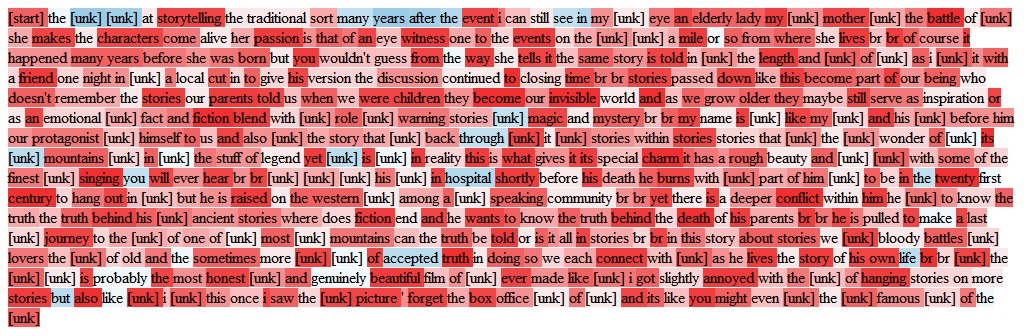 [start] the [unk] [unk] at storytelling the traditional sort many years after the event i can still see in my [unk] eye an elderly lady my [unk] mother [unk] the battle of [unk]
she makes the characters come alive her passion is that of an eye witness one to the events on the [unk] [unk] a mile or so from where she lives br br of course it
happened many years before she was born but you wouldn't guess from the way she tells it the same story is told in [unk] the length and [unk] of [unk] as i [unk] it with
a friend one night in [unk] a local cut in to give his version the discussion continued to closing time br br stories passed down like this become part of our being who
doesn't remember the stories our parents told us when we were children they become our invisible world and as we grow older they maybe still serve as inspiration or
as an emotional [unk] fact and fiction blend with [unk] role [unk] warning stories [unk] magic and mystery br br my name is [unk] like my [unk] and his [unk] before him
our protagonist [unk] himself to us and also [unk] the story that [unk] back through [unk] it [unk] stories within stories stories that [unk] the [unk] wonder of [unk] its
[unk] mountains [unk] in [unk] the stuff of legend yet [unk] is [unk] in reality this is what gives it its special charm it has a rough beauty and [unk] [unk] with some of the
finest [unk] singing you will ever hear br br [unk] [unk] [unk] his [unk] in hospital shortly before his death he burns with [unk] part of him [unk] to be in the twenty first
century to hang out in [unk] but he is raised on the western [unk] among a [unk] speaking community br br yet there is a deeper conflict within him he [unk] to know the
truth the truth behind his [unk] ancient stories where does fiction end and he wants to know the truth behind the death of his parents br br he is pulled to make a last
[unk] journey to the [unk] of one of [unk] most [unk] mountains can the truth be told or is it all in stories br br in this story about stories we [unk] bloody battles [unk]
lovers the [unk] of old and the sometimes more [unk] [unk] of accepted truth in doing so we each connect with [unk] as he lives the story of his own life br br [unk] the
[unk] [unk] is probably the most honest [unk] and genuinely beautiful film of [unk] ever made like [unk] i got slightly annoyed with the [unk] of hanging stories on more
stories but also like [unk] i [unk] this once i saw the [unk] picture ' forget the box office [unk] of [unk] and its like you might even [unk] the [unk] famous [unk] of the
[unk]